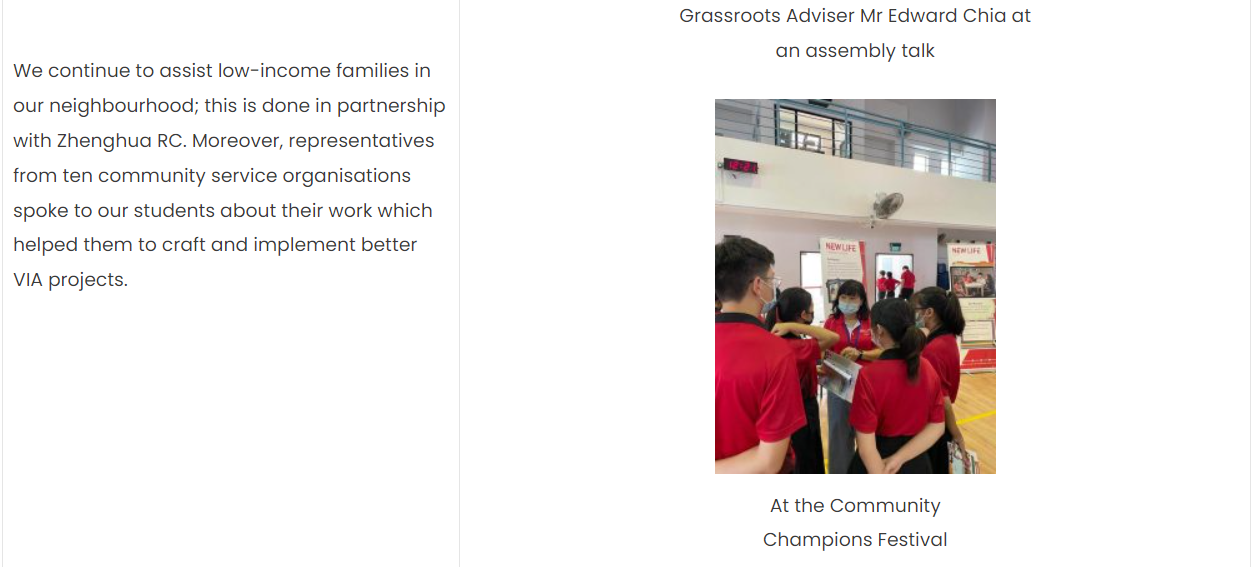 We continue to assist low-income families in
our neighbourhood; this is done in partnership
with Zhenghua RC. Moreover, representatives
from ten community service organisations
spoke to our students about their work which
helped them to craft and implement better
VIA projects.
Grassroots Adviser Mr Edward Chia at
an assembly talk
NEW LIFE
NEW LIFE
At the Community
Champions Festival